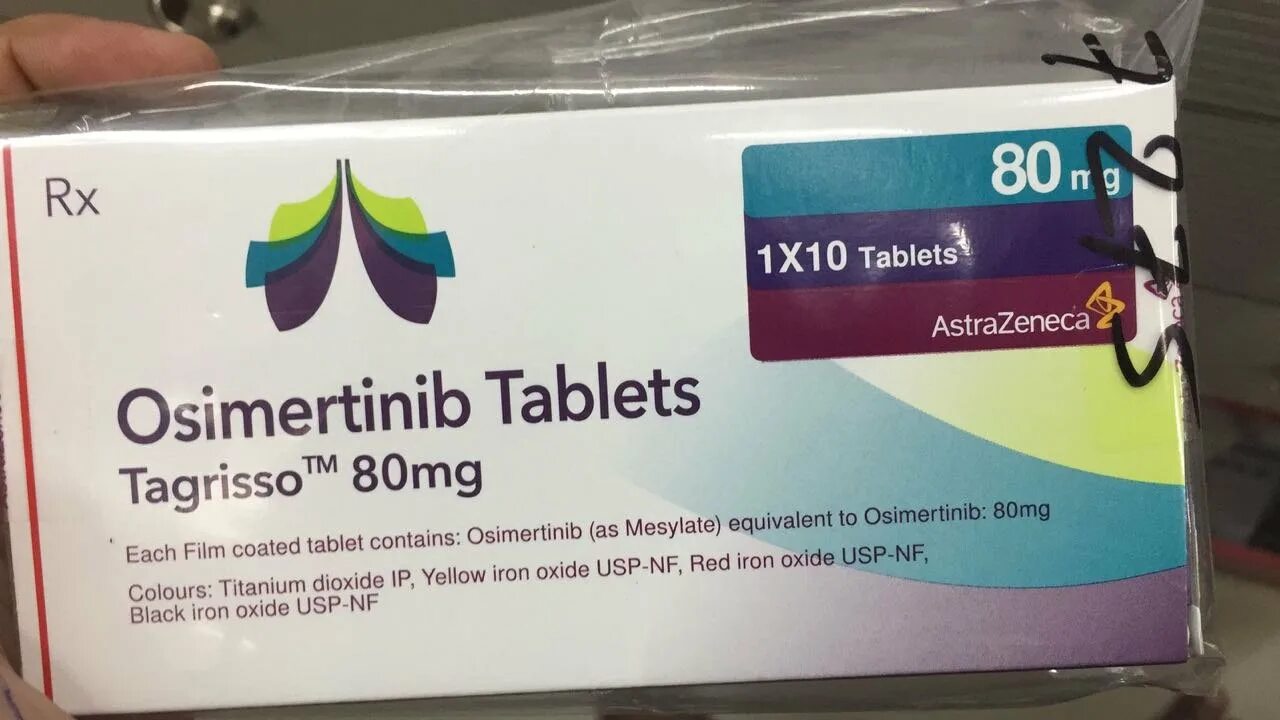 Rx
80 mg
1X10 Tablets
AstraZeneca
Osimertinib Tablets
Tagrisso™ 80mg
Each Film coated tablet contains: Osimertinib (as Mesylate) equivalent to Osimertinib: 80mg
Colours: Titanium dioxide IP, Yellow iron oxide USP-NF, Red iron oxide USP-NF,
Black iron oxide USP-NF